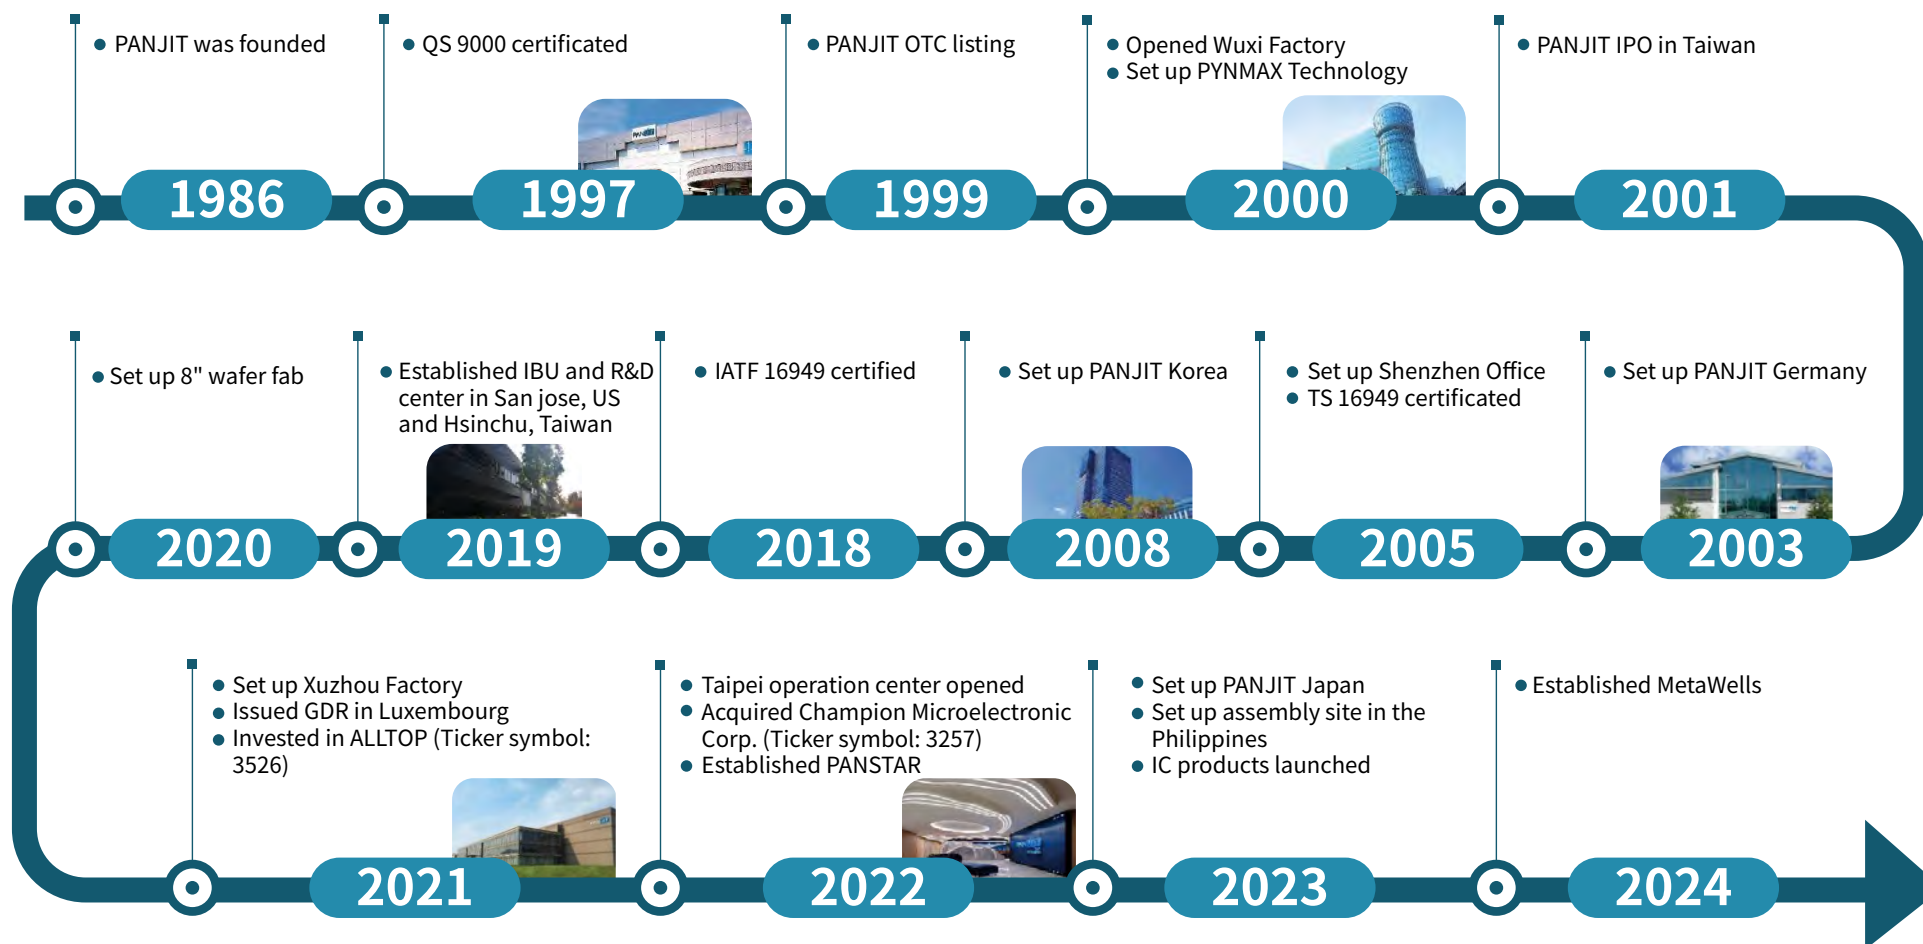 PANJIT was founded
1986
QS 9000 certificated
1997
PANJIT OTC listing
1999
Opened Wuxi Factory
Set up PYNMAX Technology
2000
PANJIT IPO in Taiwan
2001
Set up PANJIT Germany
2003
Set up Shenzhen Office
TS 16949 certificated
2005
Set up PANJIT Korea
2008
IATF 16949 certified
2018
Established IBU and R&D
center in San jose, US
and Hsinchu, Taiwan
2019
Set up 8" wafer fab
2020
Set up Xuzhou Factory
Issued GDR in Luxembourg
Invested in ALLTOP (Ticker symbol:
3526)
2021
Taipei operation center opened
Acquired Champion Microelectronic
Corp. (Ticker symbol: 3257)
Established PANSTAR
2022
Set up PANJIT Japan
Set up assembly site in the
Philippines
IC products launched
2023
Established MetaWells
2024